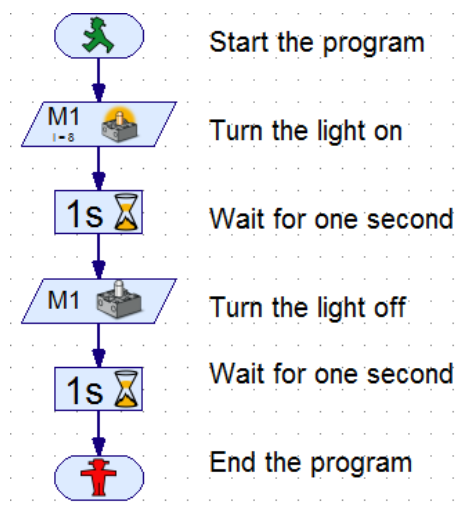 Start the program
M1
I=8
Turn the light on
1s
Wait for one second
M1
Turn the light off
1s
Wait for one second
End the program